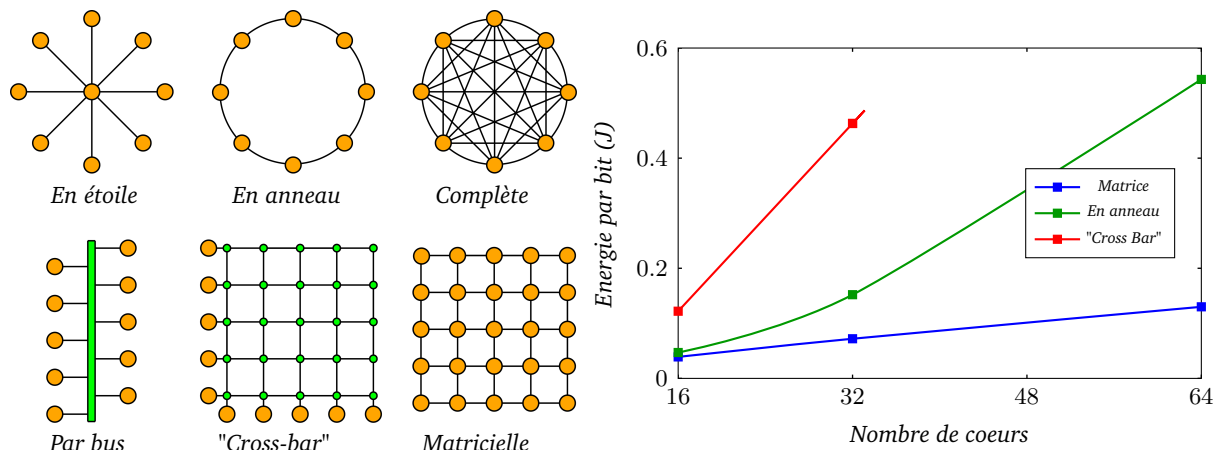 En étoile
En anneau
Complète
Par bus
"Cross-bar"
Matricielle
Energie par bit (J)
0.6
0.4
0.2
0
16
32
48
64
Nombre de coeurs
Matrice
En anneau
"Cross Bar"